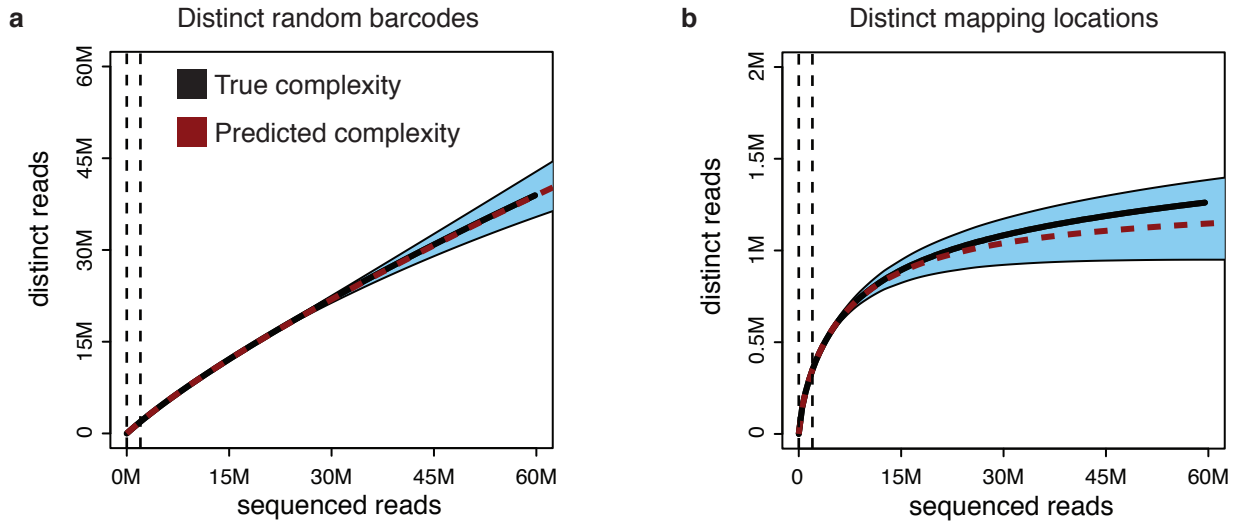 a
Distinct random barcodes
60M
45M
30M
15M
0
distinct reads
True complexity
Predicted complexity
0M
15M
30M
45M
60M
sequenced reads
b
Distinct mapping locations
2M
1.5M
1M
0.5M
0
distinct reads
0
15M
30M
45M
60M
sequenced reads